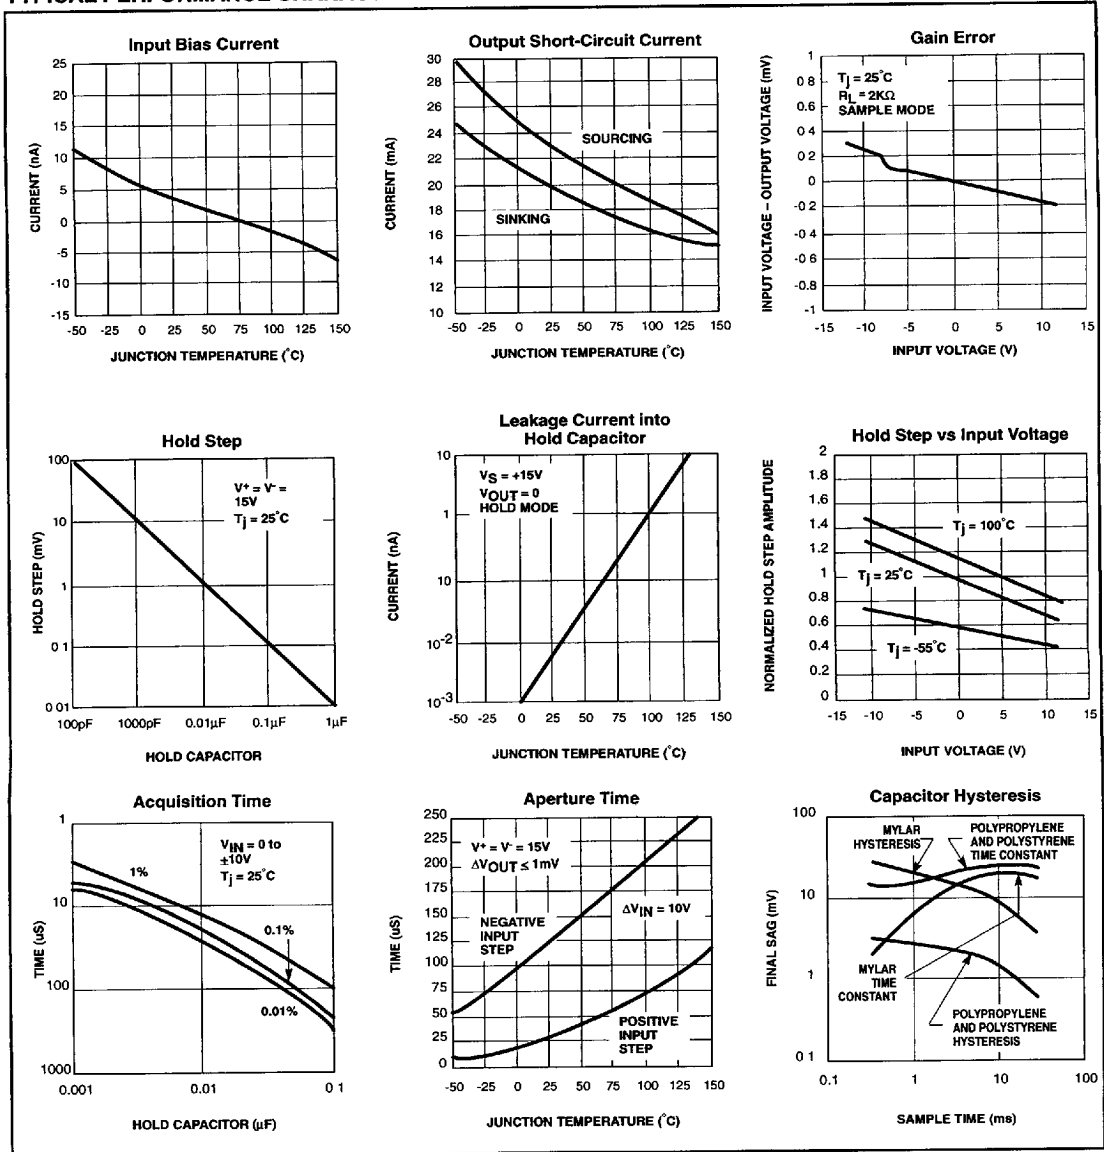 Input Bias Current
25
20
15
10
5
0
-5
-10
-15
CURRENT (nA)
-50 -25 0 25 50 75 100 125 150
JUNCTION TEMPERATURE (°C)
Output Short-Circuit Current
30
28
26
24
22
20
18
16
14
12
10
CURRENT (mA)
SOURCING
SINKING
-50 -25 0 25 50 75 100 125 150
JUNCTION TEMPERATURE (°C)
Gain Error
1
0.8
0.6
0.4
0.2
0
-0.2
-0.4
-0.6
-0.8
-1
INPUT VOLTAGE – OUTPUT VOLTAGE (mV)
Tj = 25°C
RL = 2KΩ
SAMPLE MODE
-15 -10 -5 0 5 10 15
INPUT VOLTAGE (V)
Hold Step
100
10
1
0 1
0 01
HOLD STEP (mV)
V+ = V- =
15V
Tj = 25°C
100pF 1000pF 0.01µF 0.1µF 1µF
HOLD CAPACITOR
Leakage Current into
Hold Capacitor
10
1
10
10-2
10-3
CURRENT (nA)
VS = +15V
VOUT = 0
HOLD MODE
-50 -25 0 25 50 75 100 125 150
JUNCTION TEMPERATURE (°C)
Hold Step vs Input Voltage
2
1.8
1.6
1.4
1.2
1
0.8
0.6
0.4
0.2
0
NORMALIZED HOLD STEP AMPLITUDE
Tj = 100°C
Tj = 25°C
Tj = -55°C
-15 -10 -5 0 5 10 15
INPUT VOLTAGE (V)
Acquisition Time
1
10
100
1000
TIME (uS)
VIN = 0 to
±10V
Tj = 25°C
1%
0.1%
0.01%
0.001 0.01 0 1
HOLD CAPACITOR (µF)
Aperture Time
250
225
200
175
150
125
100
75
50
25
0
TIME (uS)
V+ = V- = 15V
ΔVOUT ≤ 1mV
ΔVIN = 10V
NEGATIVE
INPUT
STEP
POSITIVE
INPUT
STEP
-50 -25 0 25 50 75 100 125 150
JUNCTION TEMPERATURE (°C)
Capacitor Hysteresis
100
10
1
0 1
FINAL SAG (mV)
MYLAR
HYSTERESIS
POLYPROPYLENE
AND POLYSTYRENE
TIME CONSTANT
MYLAR
TIME
CONSTANT
POLYPROPYLENE
AND POLYSTYRENE
HYSTERESIS
0.1 1 10 100
SAMPLE TIME (ms)